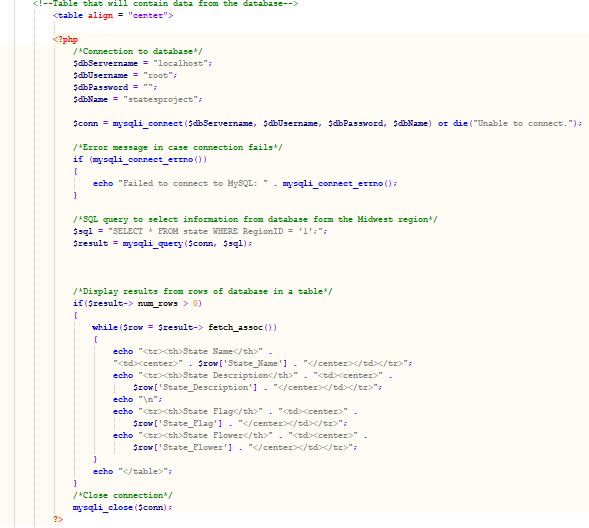 <!--Table that will contain data from the database-->
<table align = "center">
<?php
/*Connection to database*/
$dbServername = "localhost";
$dbUsername = "root";
$dbPassword = "";
$dbName = "statesproject";
$conn = mysqli_connect($dbServername, $dbUsername, $dbPassword, $dbName) or die("Unable to connect.");
/*Error message in case connection fails*/
if (mysqli_connect_errno())
{
echo "Failed to connect to MySQL: " . mysqli_connect_errno();
}
/*SQL query to select information from database form the Midwest region*/
$sql = "SELECT * FROM state WHERE RegionID = '1';";
$result = mysqli_query($conn, $sql);
/*Display results from rows of database in a table*/
if($result-> num_rows > 0)
{
while($row = $result-> fetch_assoc())
{
echo "<tr><th>State Name</th>" .
"<td><center>" . $row['State_Name'] . "</center></td></tr>";
echo "<tr><th>State Description</th>" . "<td><center>" .
$row['State_Description'] . "</center></td></tr>";
echo "\n";
echo "<tr><th>State Flag</th>" . "<td><center>" .
$row['State_Flag'] . "</center></td></tr>";
echo "<tr><th>State Flower</th>" . "<td><center>" .
$row['State_Flower'] . "</center></td></tr>";
}
echo "</table>";
}
/*Close connection*/
mysqli_close($conn);
?>